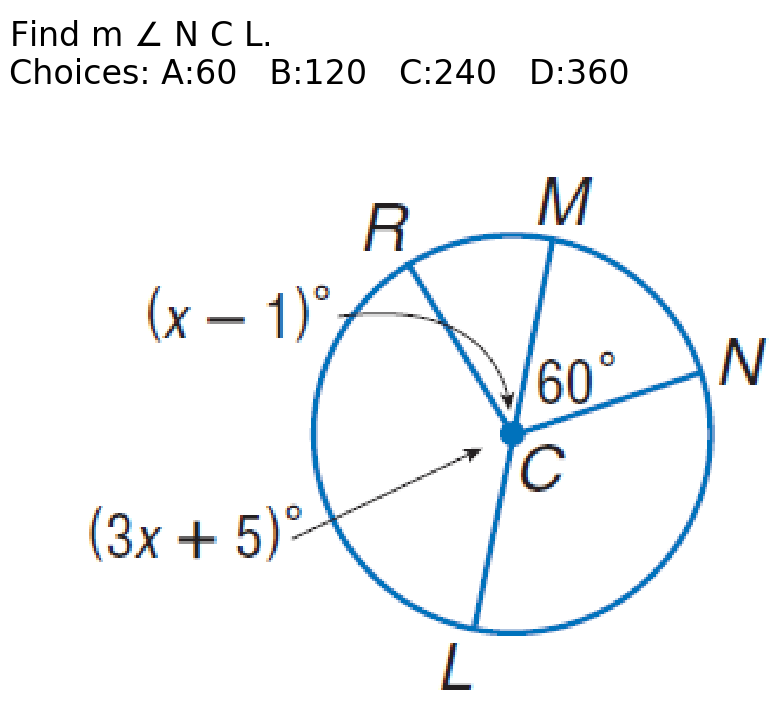 Find m ∠ N C L.
Choices: A:60 B:120 C:240 D:360
M
R
(x − 1)°
N
60°
C
(3x + 5)°
L